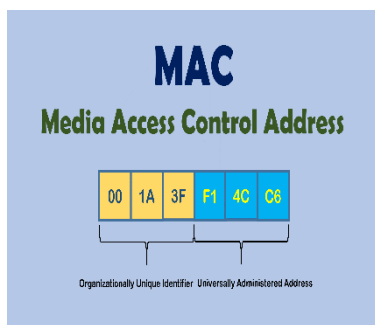 MAC
Media Access Control Address
00 1A 3F F1 4C C6
Organizationally Unique Identifier Universally Administered Address